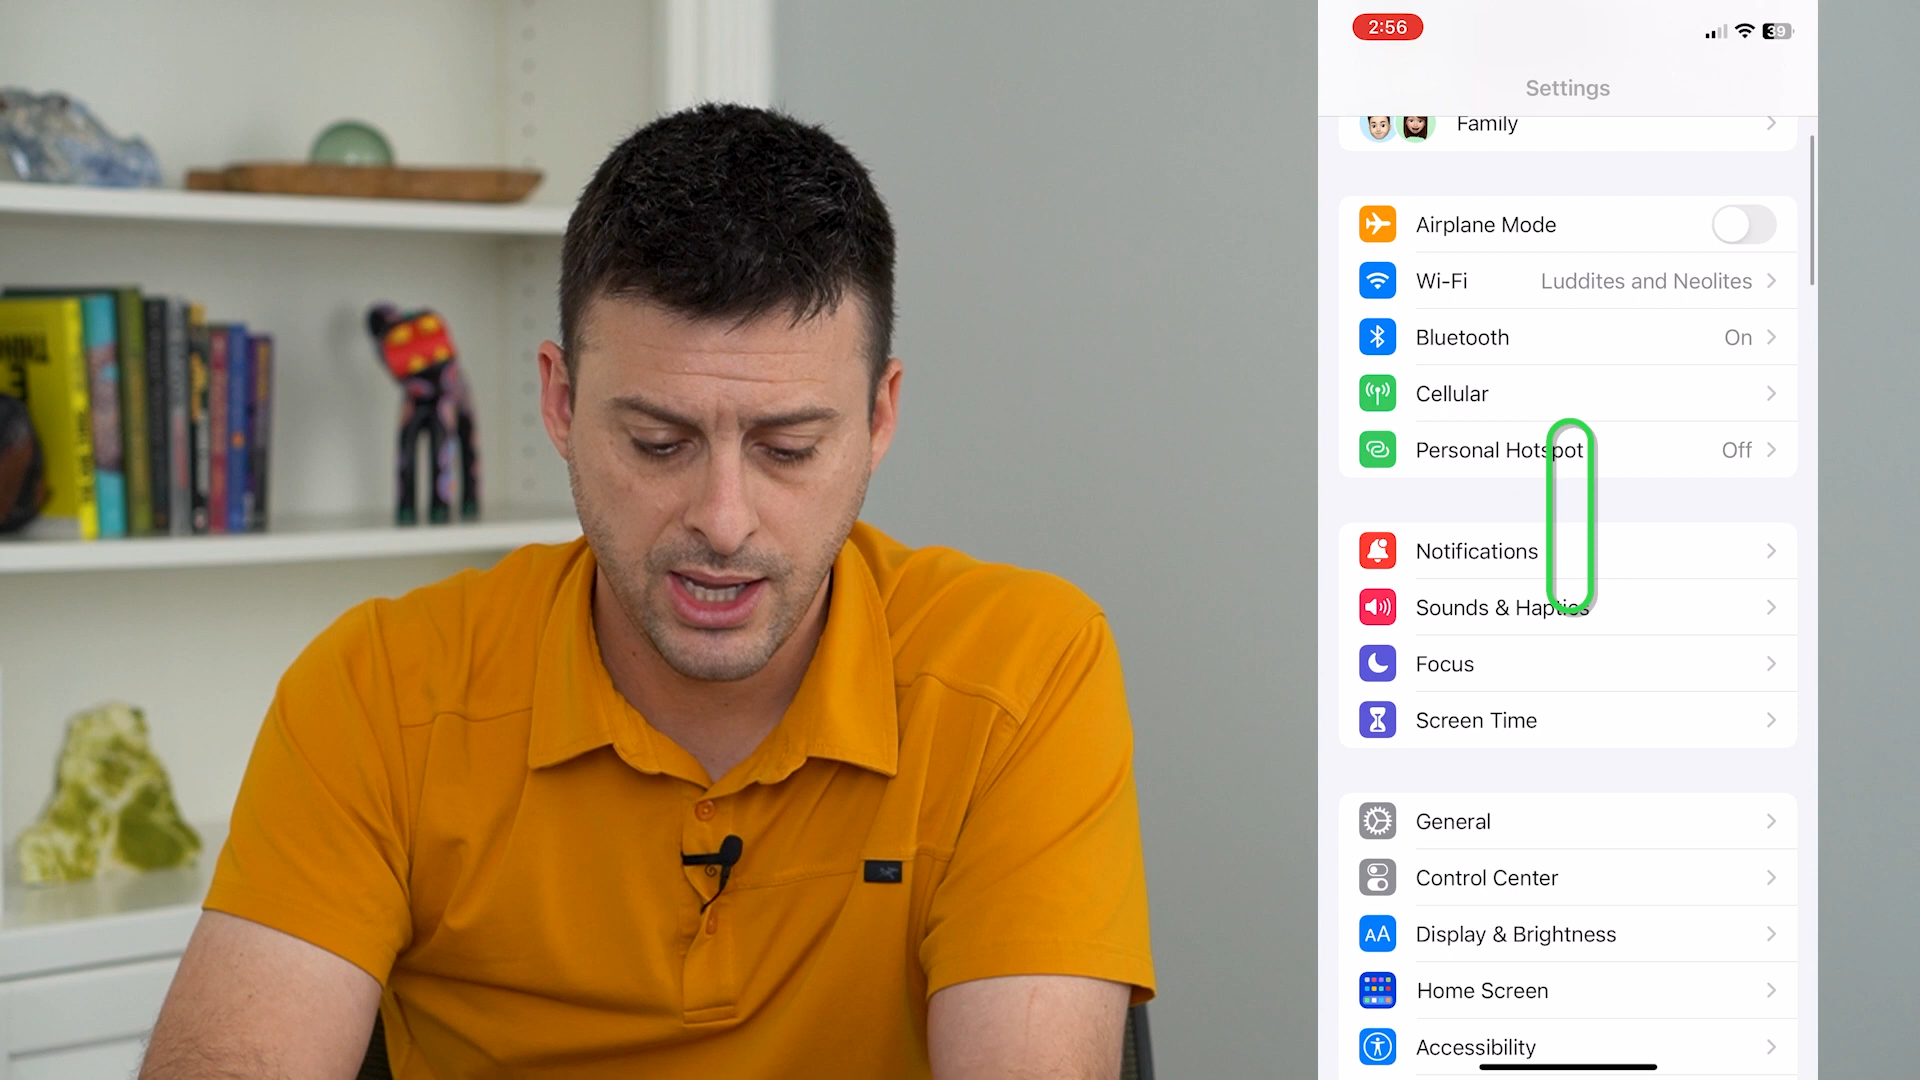 2:56
39
Settings
Family
Airplane Mode
Wi-Fi Luddites and Neolites
Bluetooth On
Cellular
Personal Hotspot Off
Notifications
Sounds & Haptics
Focus
Screen Time
General
Control Center
AA Display & Brightness
Home Screen
Accessibility